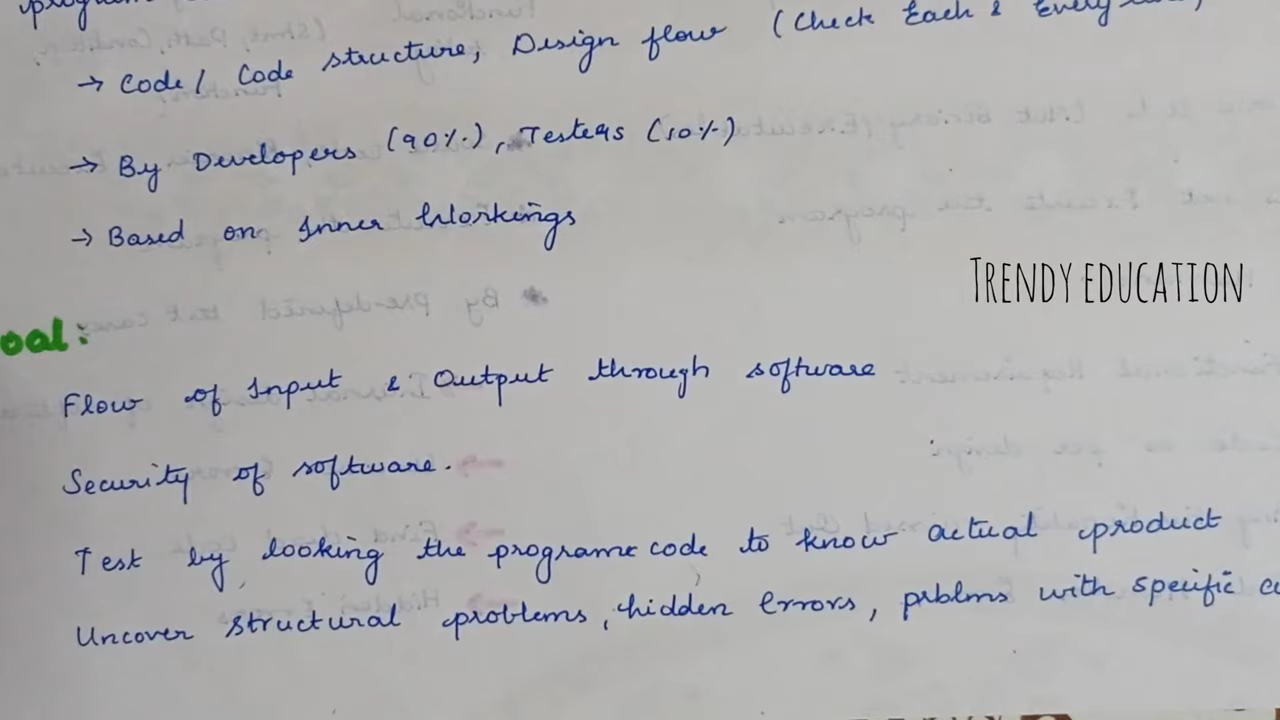 program
→ Code / Code structure, Design flow (Check Each & Every
→ By Developers (90%), Testers (10%)
→ Based on Inner Workings
TRENDY EDUCATION
oal:
Flow of Input & Output through software
Security of software.
Test by looking the programe code to know actual product
Uncover structural problems, hidden Errors, prblms with specific